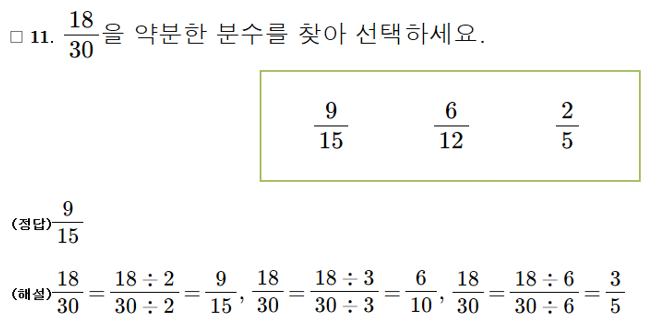 □ 11. 18/30을 약분한 분수를 찾아 선택하세요.
9/15 6/12 2/5
(정답) 9/15
(해설) 18/30 = 18÷2/30÷2 = 9/15, 18/30 = 18÷3/30÷3 = 6/10, 18/30 = 18÷6/30÷6 = 3/5